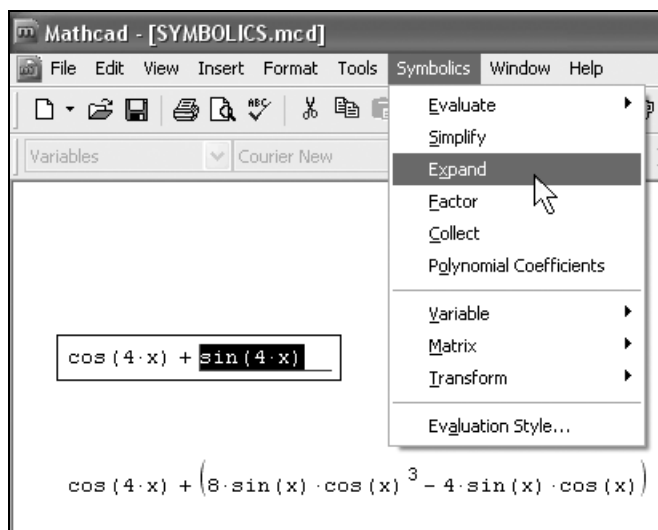 Mathcad - [SYMBOLICS.mcd]
File Edit View Insert Format Tools Symbolics Window Help
Variables Courier New
Evaluate
Simplify
Expand
Factor
Collect
Polynomial Coefficients
Variable
Matrix
Transform
Evaluation Style...
cos(4·x) + sin(4·x)
cos(4·x) + (8·sin(x)·cos(x)³ - 4·sin(x)·cos(x))